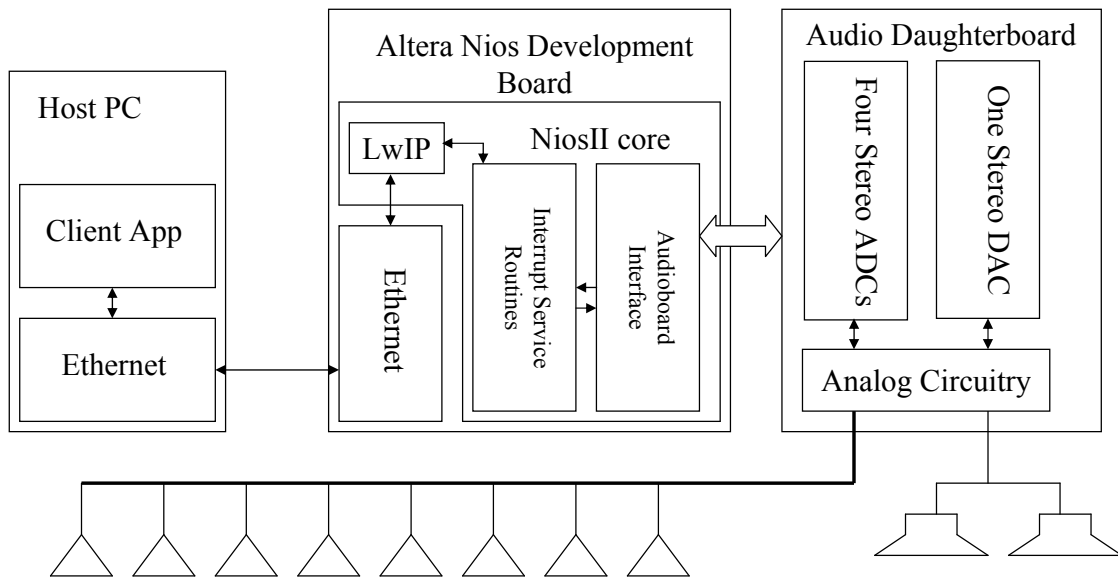 Host PC
Client App
Ethernet
Altera Nios Development
Board
NiosII core
LwIP
Ethernet
Interrupt Service
Routines
Audioboard
Interface
Audio Daughterboard
Four Stereo ADCs
One Stereo DAC
Analog Circuitry